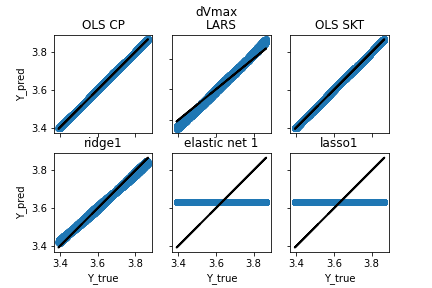 dVmax
OLS CP LARS OLS SKT
3.8
3.6
3.4
Y_pred
ridge1 elastic net 1 lasso1
3.8
3.6
3.4
Y_pred
3.4 3.6 3.8 3.4 3.6 3.8 3.4 3.6 3.8
Y_true Y_true Y_true